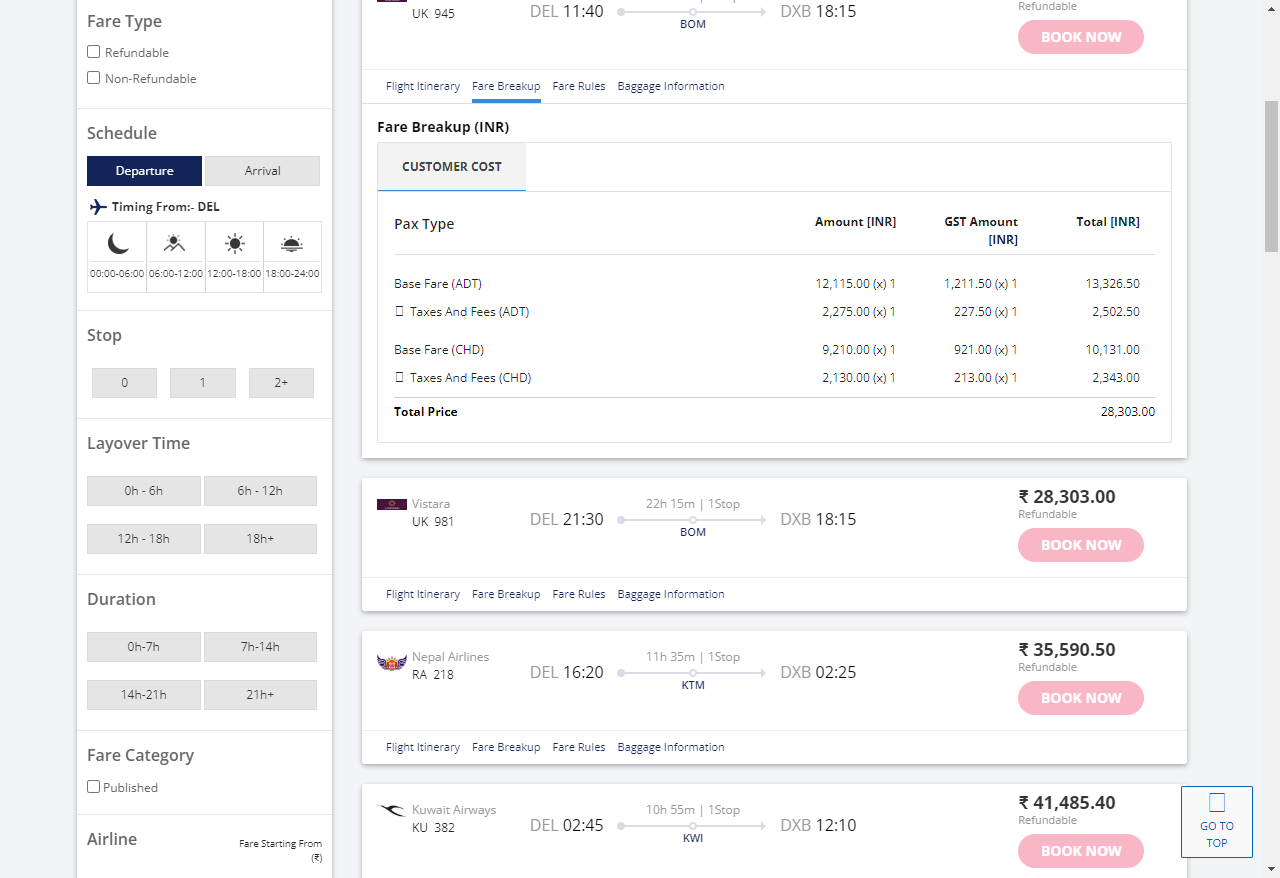 Fare Type
Refundable
Non-Refundable
Schedule
Departure
Arrival
Timing From:- DEL
00:00-06:00
06:00-12:00
12:00-18:00
18:00-24:00
Stop
0
1
2+
Layover Time
0h - 6h
6h - 12h
12h - 18h
18h+
Duration
0h-7h
7h-14h
14h-21h
21h+
Fare Category
Published
Airline
Fare Starting From
(₹)
UK 945
DEL 11:40
BOM
DXB 18:15
Refundable
BOOK NOW
Flight Itinerary Fare Breakup Fare Rules Baggage Information
Fare Breakup (INR)
CUSTOMER COST
Pax Type
Amount [INR]
GST Amount
[INR]
Total [INR]
Base Fare (ADT) 12,115.00 (x) 1 1,211.50 (x) 1 13,326.50
Taxes And Fees (ADT) 2,275.00 (x) 1 227.50 (x) 1 2,502.50
Base Fare (CHD) 9,210.00 (x) 1 921.00 (x) 1 10,131.00
Taxes And Fees (CHD) 2,130.00 (x) 1 213.00 (x) 1 2,343.00
Total Price 28,303.00
Vistara
UK 981
DEL 21:30
22h 15m | 1Stop
BOM
DXB 18:15
₹ 28,303.00
Refundable
BOOK NOW
Flight Itinerary Fare Breakup Fare Rules Baggage Information
Nepal Airlines
RA 218
DEL 16:20
11h 35m | 1Stop
KTM
DXB 02:25
₹ 35,590.50
Refundable
BOOK NOW
Flight Itinerary Fare Breakup Fare Rules Baggage Information
Kuwait Airways
KU 382
DEL 02:45
10h 55m | 1Stop
KWI
DXB 12:10
₹ 41,485.40
Refundable
BOOK NOW
GO TO
TOP